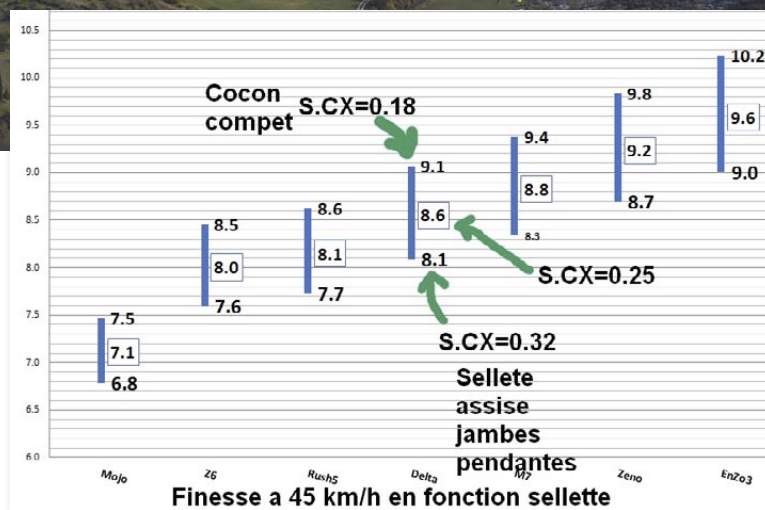 10.5
10.0
9.5
9.0
8.5
8.0
7.5
7.0
6.5
6.0
Cocon
compet
S.CX=0.18
7.5
7.1
6.8
8.5
8.0
7.6
8.6
8.1
7.7
9.1
8.6
8.1
9.4
8.8
8.3
9.8
9.2
8.7
10.2
9.6
9.0
S.CX=0.25
S.CX=0.32
Sellete
assise
jambes
pendantes
Mojo Z6 Rush5 Delta M7 Zeno EnZo3
Finesse a 45 km/h en fonction sellette